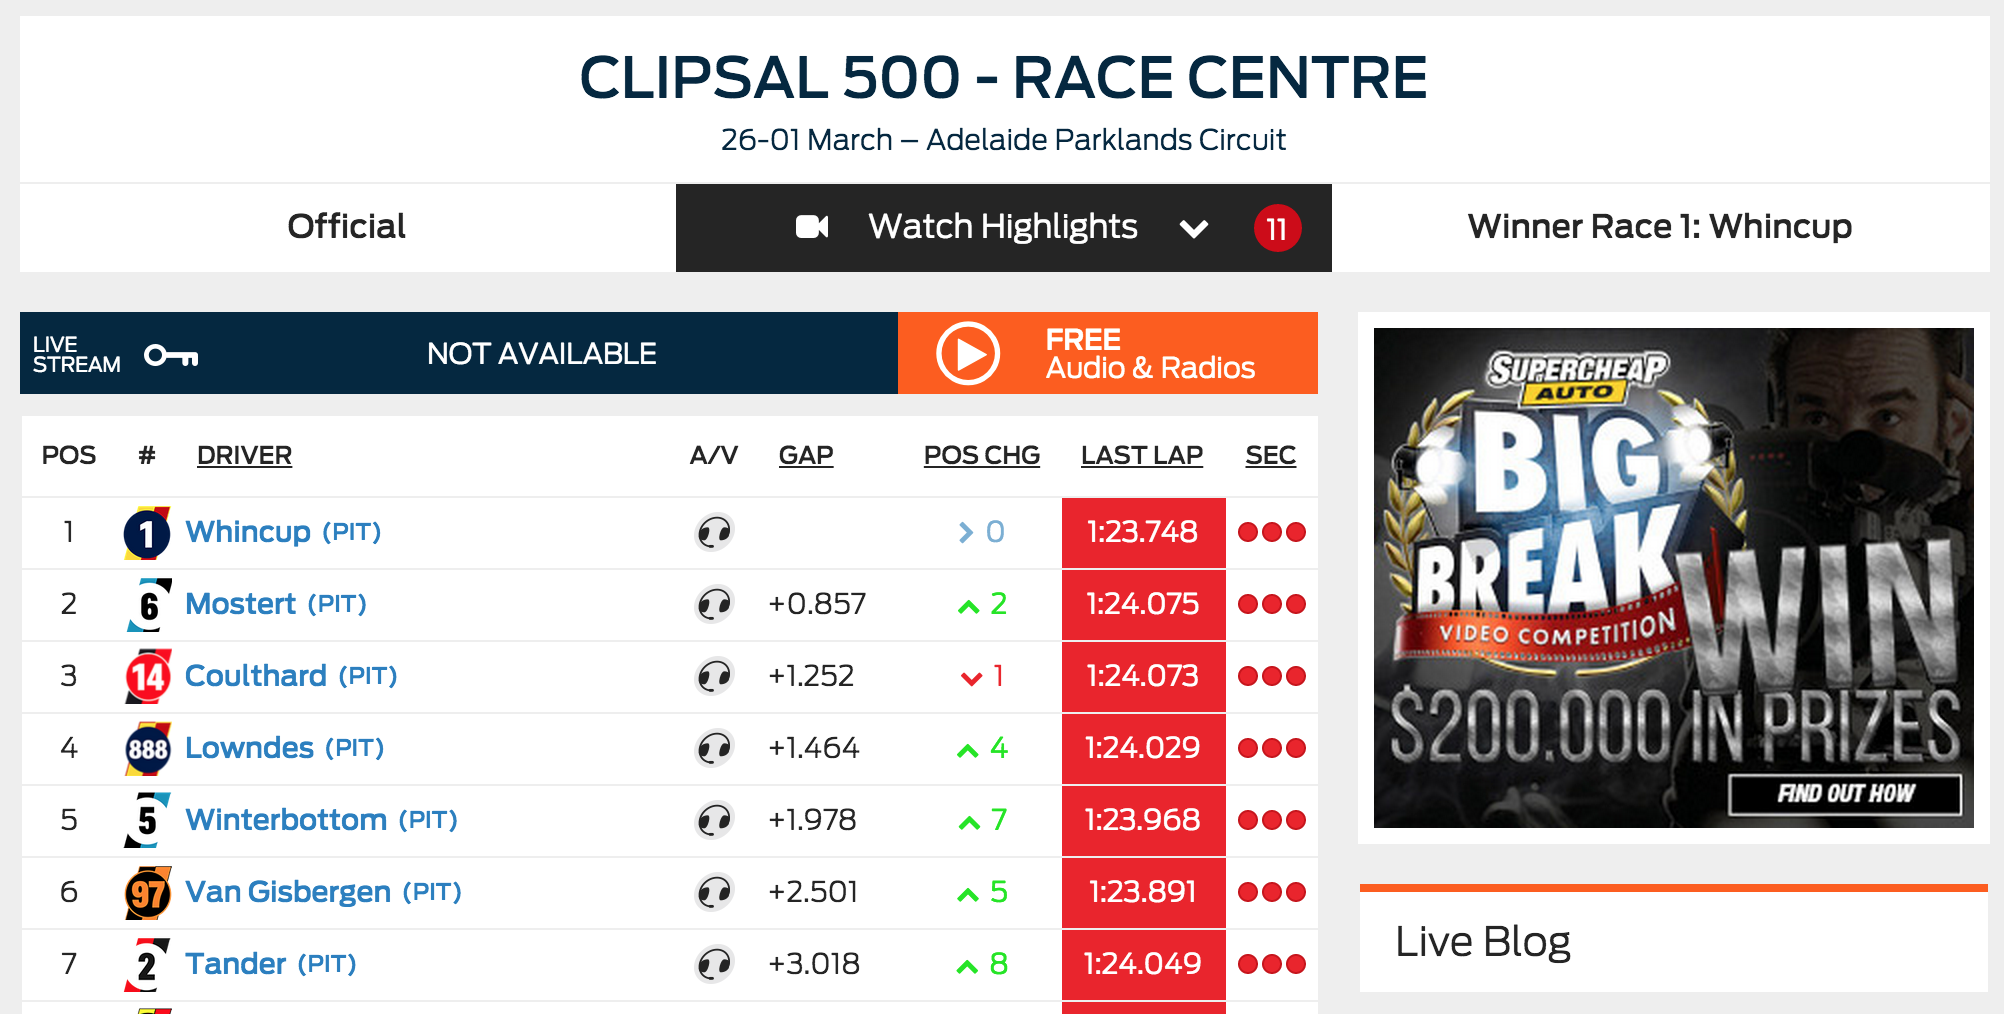 CLIPSAL 500 - RACE CENTRE
26-01 March – Adelaide Parklands Circuit
Official
Watch Highlights 11
Winner Race 1: Whincup
LIVE
STREAM
NOT AVAILABLE
FREE
Audio & Radios
POS # DRIVER A/V GAP POS CHG LAST LAP SEC
1 1 Whincup (PIT) 0 1:23.748
2 6 Mostert (PIT) +0.857 2 1:24.075
3 14 Coulthard (PIT) +1.252 1 1:24.073
4 888 Lowndes (PIT) +1.464 4 1:24.029
5 5 Winterbottom (PIT) +1.978 7 1:23.968
6 97 Van Gisbergen (PIT) +2.501 5 1:23.891
7 2 Tander (PIT) +3.018 8 1:24.049
SUPERCHEAP
AUTO
BIG
BREAK
VIDEO COMPETITION
WIN
$200.000 IN PRIZES
FIND OUT HOW
Live Blog